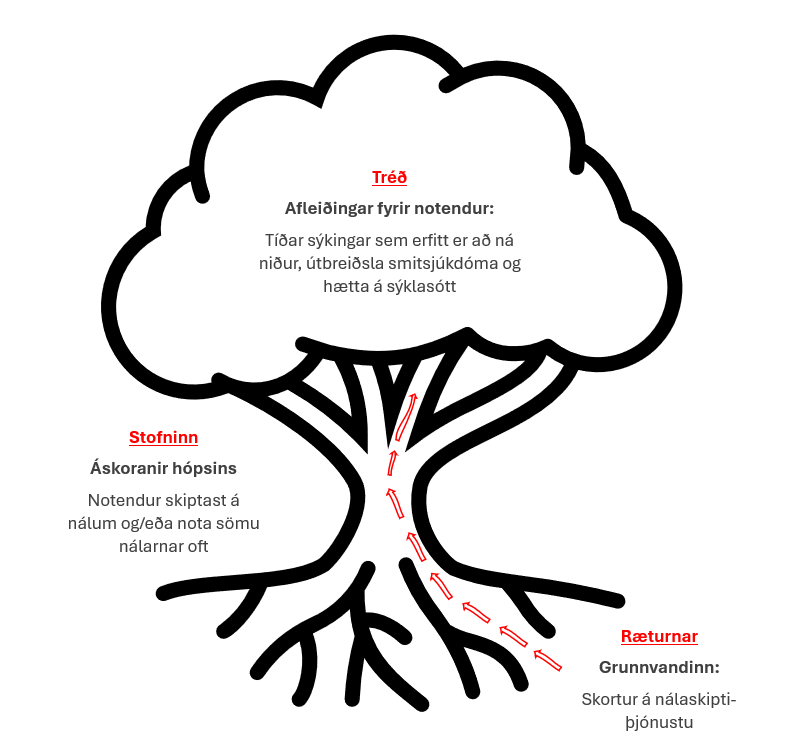 Tréð
Afleiðingar fyrir notendur:
Tíðar sýkingar sem erfitt er að ná
niður, útbreiðsla smitsjúkdóma og
hætta á sýklasótt
Stofninn
Áskoranir hópsins
Notendur skiptast á
nálum og/eða nota sömu
nálarnar oft
Ræturnar
Grunnvandinn:
Skortur á nálaskipti-
þjónustu